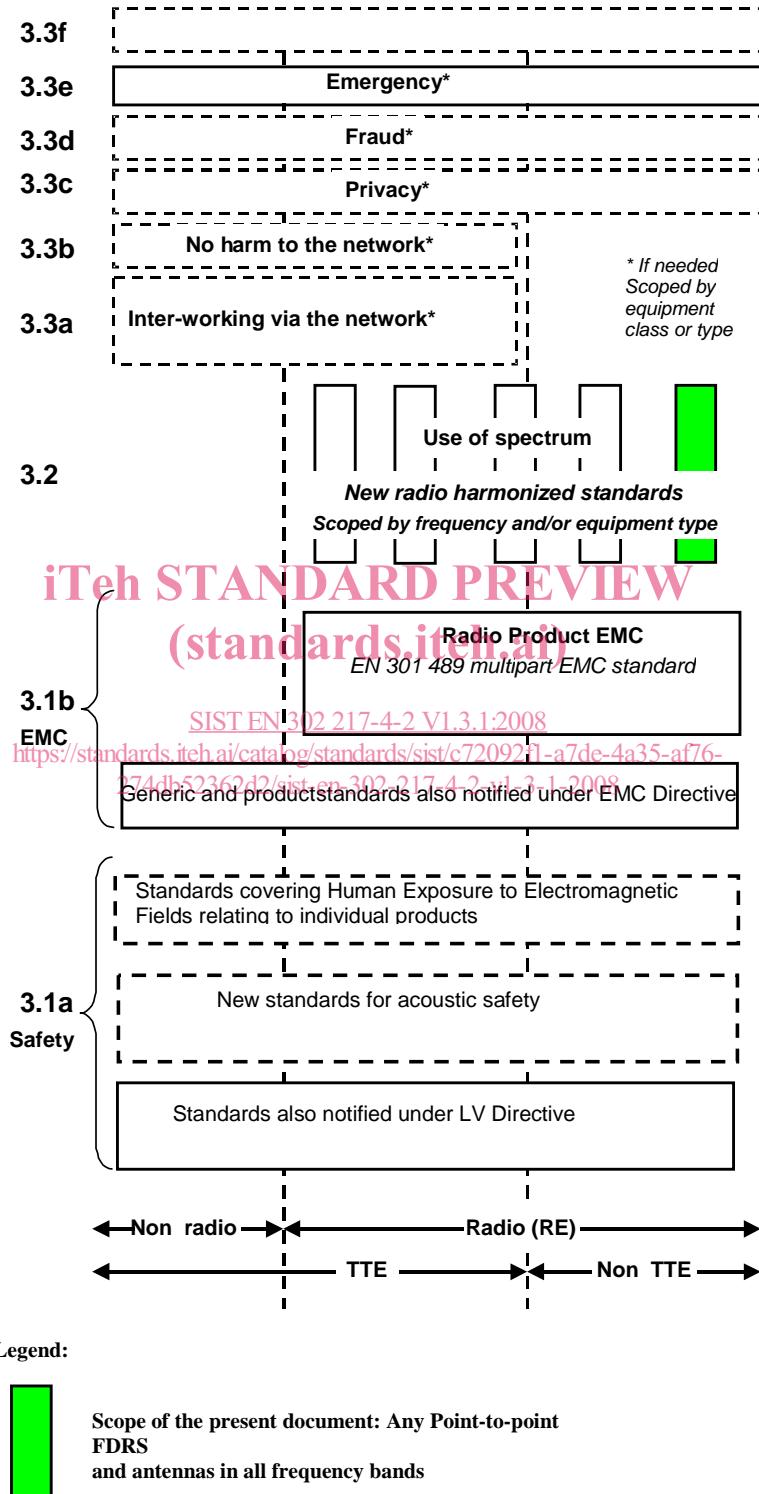 3.3f
3.3e
Emergency*
3.3d
Fraud*
3.3c
Privacy*
3.3b
No harm to the network*
* If needed
Scoped by
equipment
class or type
3.3a
Inter-working via the network*
Use of spectrum
3.2
New radio harmonized standards
Scoped by frequency and/or equipment type
iTeh STANDARD PREVIEW
(standards.iteh.ai)
Radio Product EMC
EN 301 489 multipart EMC standard
3.1b
EMC
SIST EN 302 217-4-2 V1.3.1:2008
https://standards.iteh.ai/catalog/standards/sist/c72092f1-a7de-4a35-af76-
274db52362d2/sist-en-302-217-4-2-v1-3-1-2008
Generic and productstandards also notified under EMC Directive
Standards covering Human Exposure to Electromagnetic
Fields relating to individual products
3.1a
Safety
New standards for acoustic safety
Standards also notified under LV Directive
Non radio
Radio (RE)
TTE
Non TTE
Legend:
Scope of the present document: Any Point-to-point
FDRS
and antennas in all frequency bands